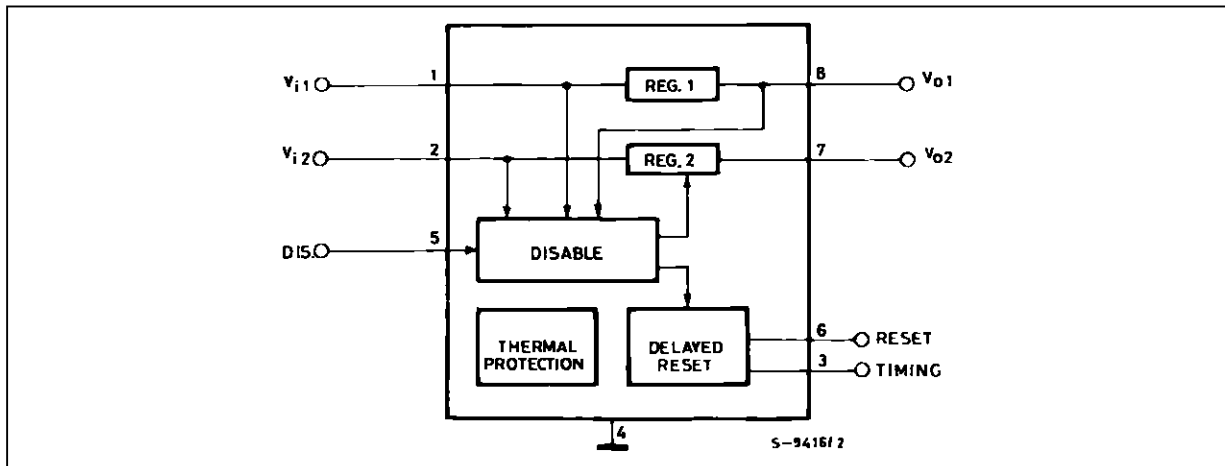 Vi1
1
REG. 1
8
Vo1
Vi2
2
REG. 2
7
Vo2
DIS.
5
DISABLE
THERMAL
PROTECTION
DELAYED
RESET
6
RESET
3
TIMING
4
S-9416/2